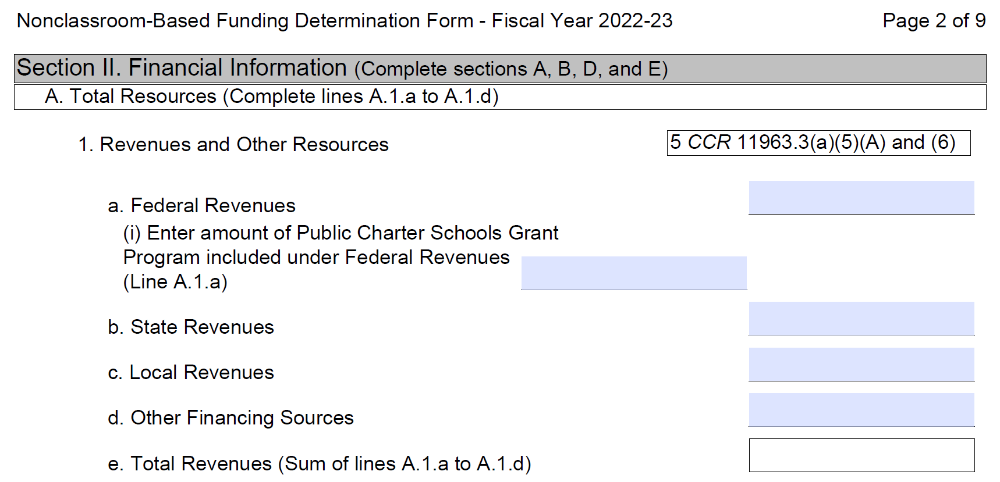 Nonclassroom-Based Funding Determination Form - Fiscal Year 2022-23 Page 2 of 9
Section II. Financial Information (Complete sections A, B, D, and E)
A. Total Resources (Complete lines A.1.a to A.1.d)
1. Revenues and Other Resources 5 CCR 11963.3(a)(5)(A) and (6)
a. Federal Revenues
(i) Enter amount of Public Charter Schools Grant
Program included under Federal Revenues
(Line A.1.a)
b. State Revenues
c. Local Revenues
d. Other Financing Sources
e. Total Revenues (Sum of lines A.1.a to A.1.d)